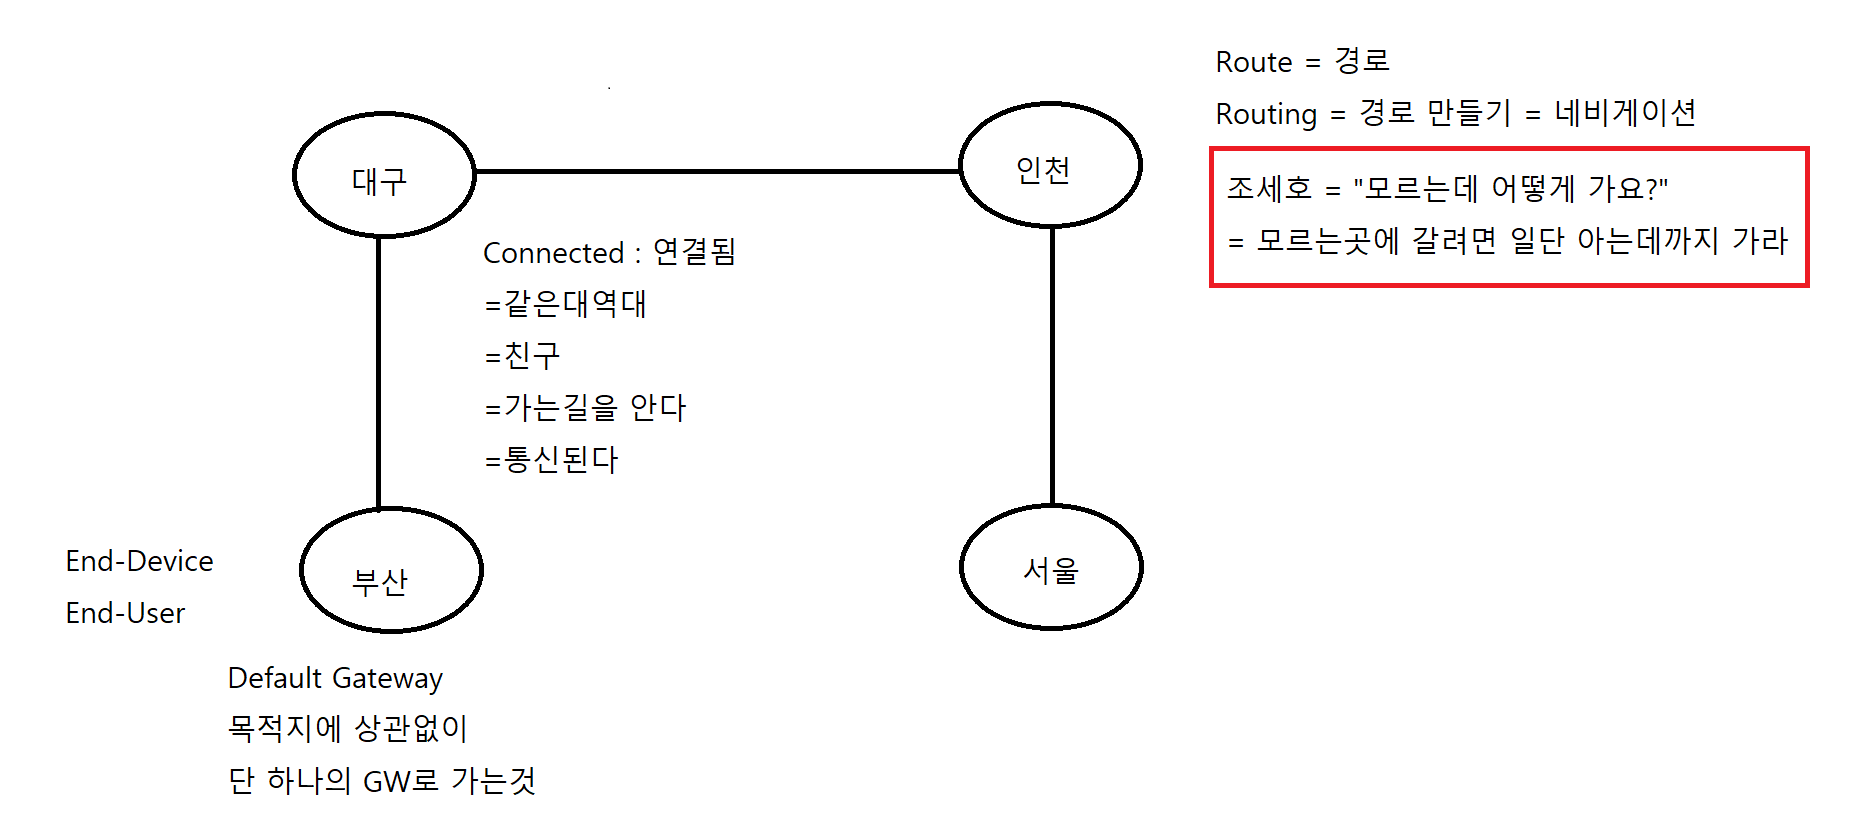 Route = 경로
Routing = 경로 만들기 = 네비게이션
조세호 = "모르는데 어떻게 가요?"
= 모르는곳에 갈려면 일단 아는데까지 가라
대구
인천
Connected : 연결됨
=같은대역대
=친구
=가는길을 안다
=통신된다
End-Device
End-User
부산
서울
Default Gateway
목적지에 상관없이
단 하나의 GW로 가는것